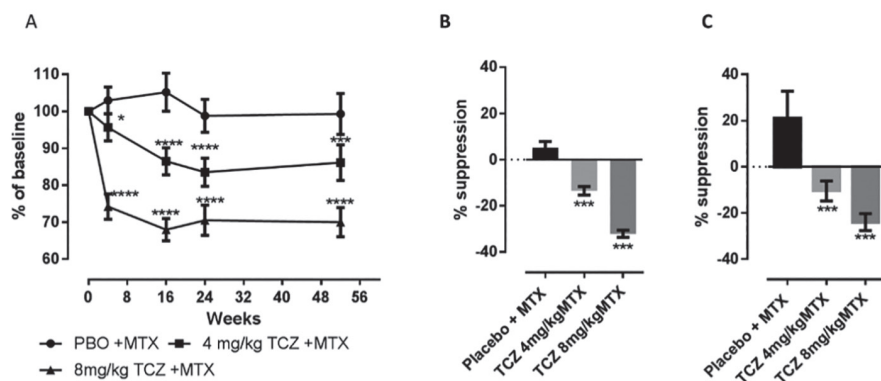 A
% of baseline
110
100
90
80
70
60
*
****
****
***
****
****
****
****
0 8 16 24 32 40 48 56
Weeks
PBO +MTX 4 mg/kg TCZ +MTX
8mg/kg TCZ +MTX
B
% suppression
40
20
0
-20
-40
***
***
Placebo + MTX
TCZ 4mg/kgMTX
TCZ 8mg/kgMTX
C
% suppression
40
20
0
-20
-40
***
***
Placebo + MTX
TCZ 4mg/kgMTX
TCZ 8mg/kgMTX